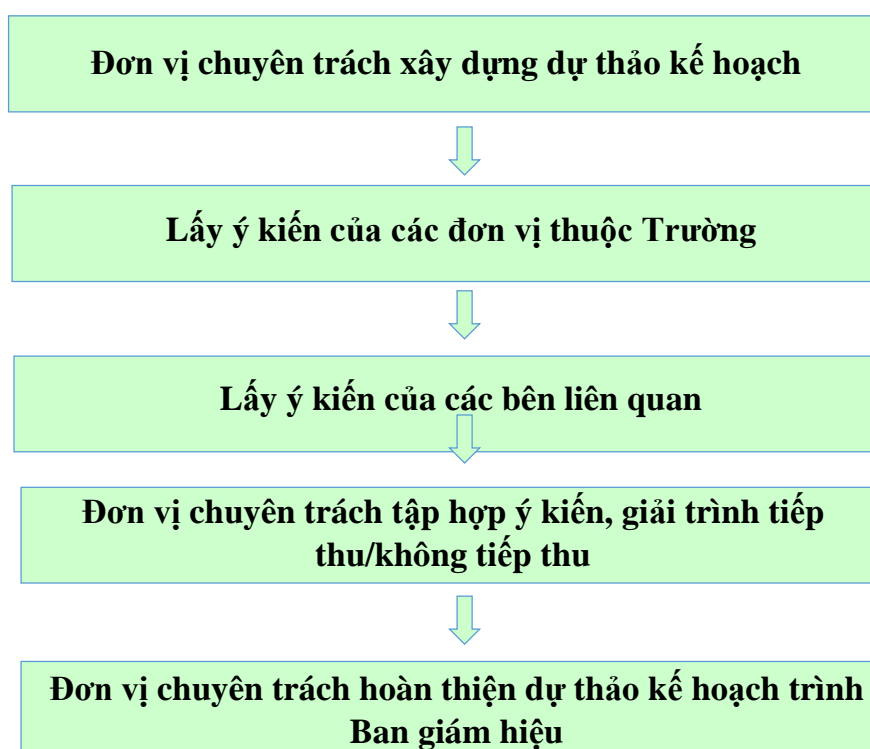 Đơn vị chuyên trách xây dựng dự thảo kế hoạch
Lấy ý kiến của các đơn vị thuộc Trường
Lấy ý kiến của các bên liên quan
Đơn vị chuyên trách tập hợp ý kiến, giải trình tiếp
thu/không tiếp thu
Đơn vị chuyên trách hoàn thiện dự thảo kế hoạch trình
Ban giám hiệu